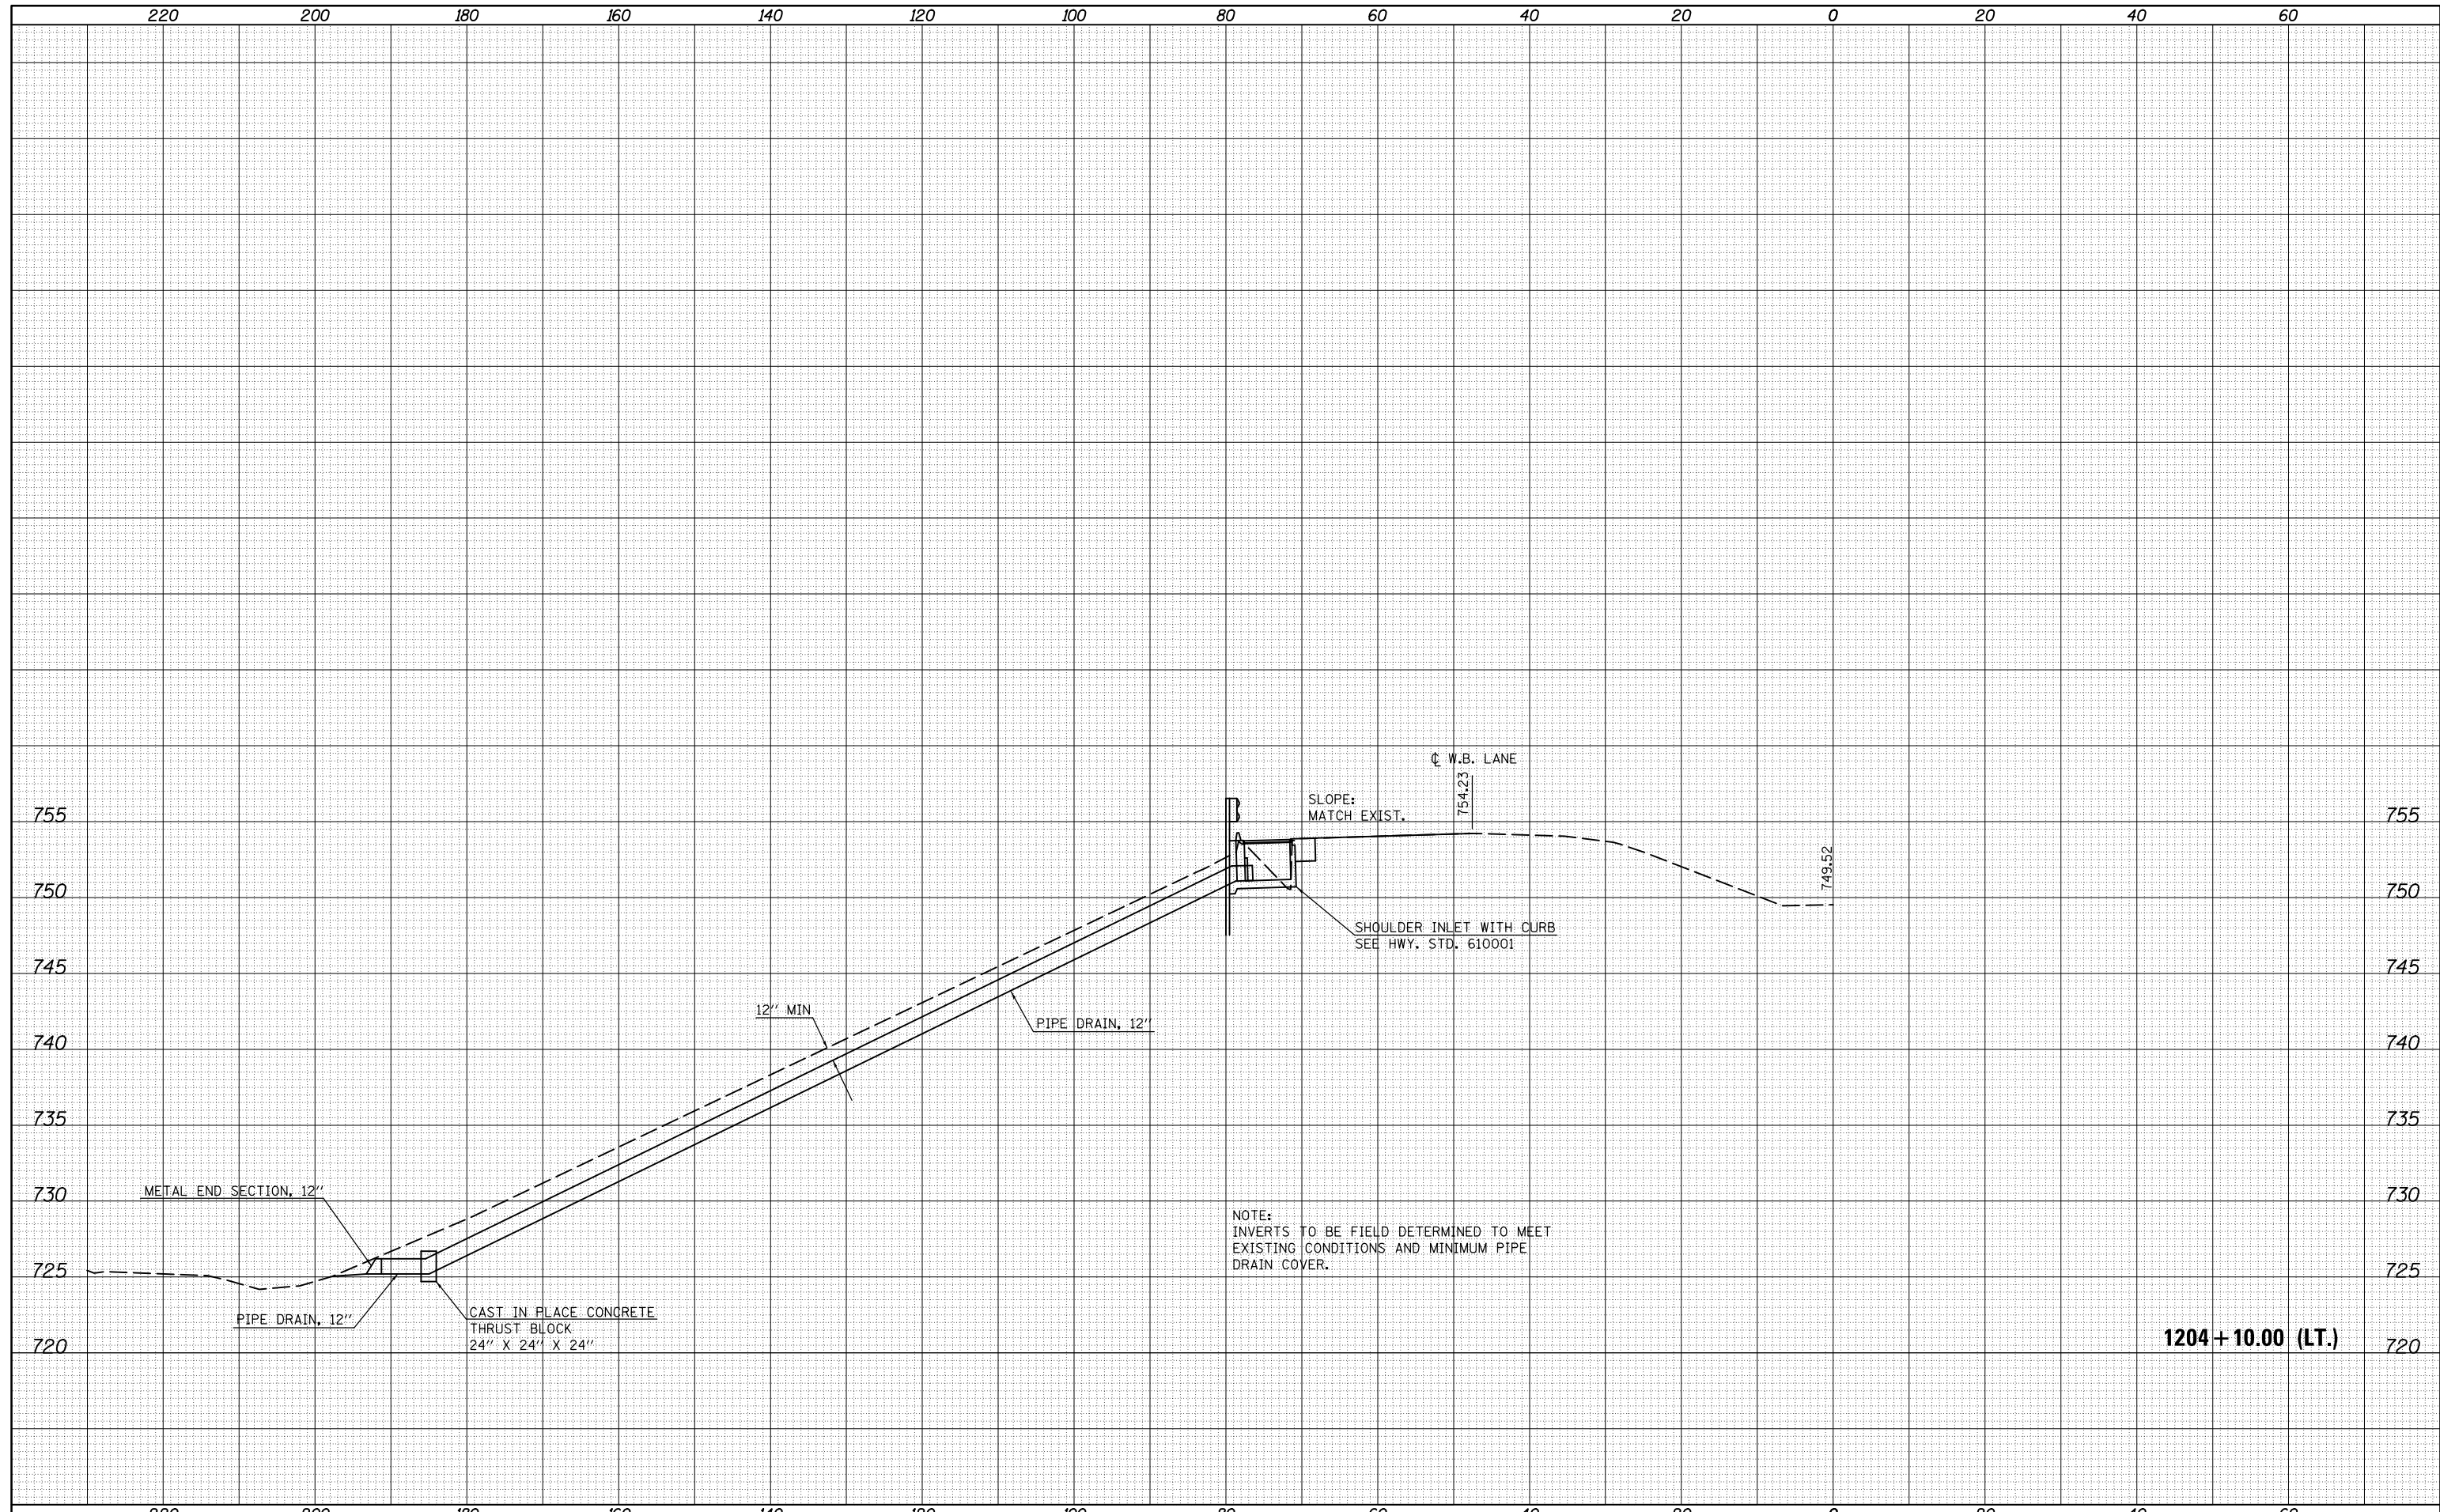 220 200 180 160 140 120 100 80 60 40 20 0 20 40 60
℄ W.B. LANE
754.23
SLOPE:
MATCH EXIST.
755 755
749.52
750 750
SHOULDER INLET WITH CURB
SEE HWY. STD. 610001
745 745
12" MIN
PIPE DRAIN, 12"
740 740
735 735
METAL END SECTION, 12"
730 730
NOTE:
INVERTS TO BE FIELD DETERMINED TO MEET
EXISTING CONDITIONS AND MINIMUM PIPE
DRAIN COVER.
725 725
PIPE DRAIN, 12"
CAST IN PLACE CONCRETE
THRUST BLOCK
24" X 24" X 24"
1204+10.00 (LT.)
720 720